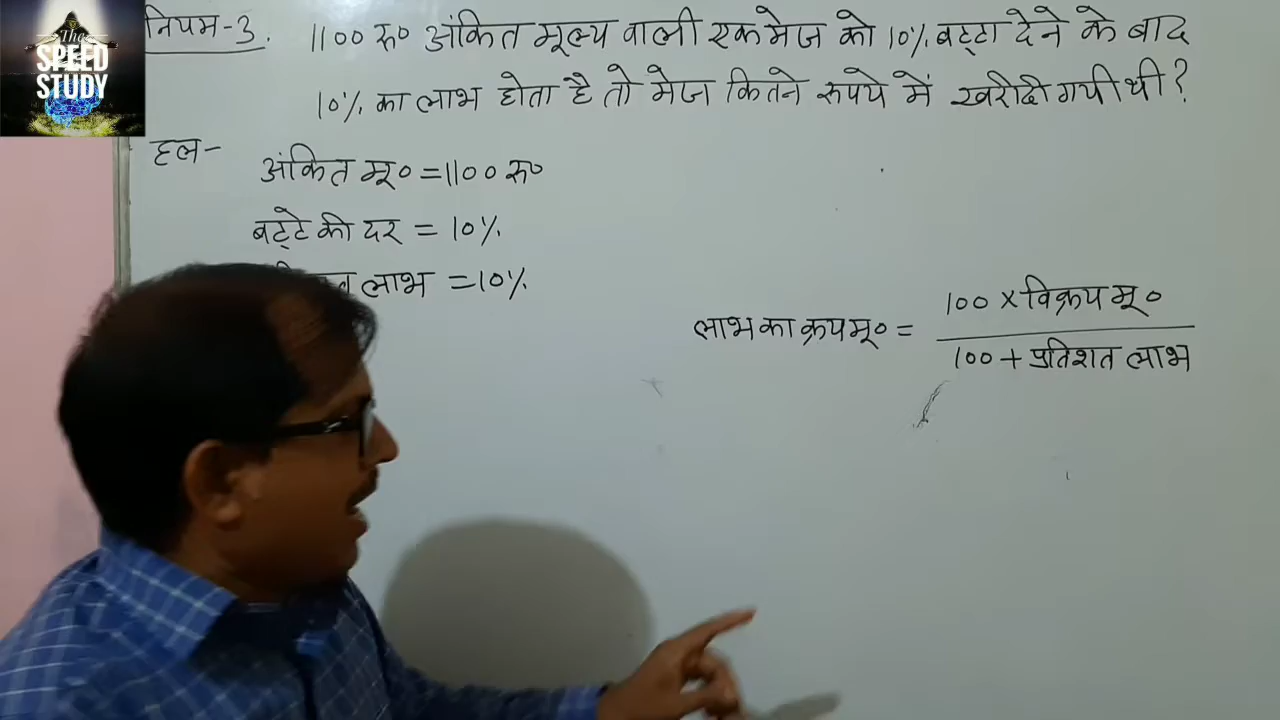 The
SPEED
STUDY
नियम-3. 1100 रु० अंकित मूल्य वाली एक मेज को 10% बट्टा देने के बाद
10% का लाभ होता है तो मेज कितने रुपये में खरीदी गयी थी?
हल-
अंकित मू० = 1100 रु०
बट्टे की दर = 10%
लाभ = 10%
लाभ का क्रय मू० = 100 × विक्रय मू०
100 + प्रतिशत लाभ